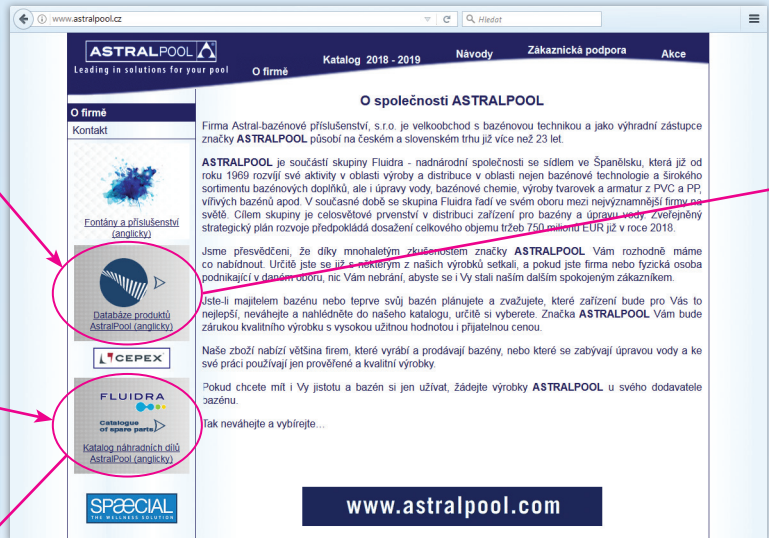 www.astralpool.cz
Hledat
ASTRALPOOL
Leading in solutions for your pool
O firmě
Katalog 2018 - 2019
Návody
Zákaznická podpora
Akce
O firmě
Kontakt
Fontány a příslušenství
(anglicky)
Databáze produktů
AstralPool (anglicky)
CEPEX
FLUIDRA
Catalogue
of spare parts
Katalog náhradních dílů
AstralPool (anglicky)
SPÆCIAL
THE WELLNESS SOLUTION
O společnosti ASTRALPOOL
Firma Astral-bazénové příslušenství, s.r.o. je velkoobchod s bazénovou technikou a jako výhradní zástupce
značky ASTRALPOOL působí na českém a slovenském trhu již více než 23 let.
ASTRALPOOL je součástí skupiny Fluidra - nadnárodní společnosti se sídlem ve Španělsku, která již od
roku 1969 rozvíjí své aktivity v oblasti výroby a distribuce v oblasti nejen bazénové technologie a širokého
sortimentu bazénových doplňků, ale i úpravy vody, bazénové chemie, výroby tvarovek a armatur z PVC a PP,
vířivých bazénů apod. V současné době se skupina Fluidra řadí ve svém oboru mezi nejvýznamnější firmy na
světě. Cílem skupiny je celosvětové prvenství v distribuci zařízení pro bazény a úpravu vody. Zveřejněný
strategický plán rozvoje předpokládá dosažení celkového objemu tržeb 750 milionů EUR již v roce 2018.
Jsme přesvědčeni, že díky mnohaletým zkušenostem značky ASTRALPOOL Vám rozhodně máme
co nabídnout. Určitě jste se již s některým z našich výrobků setkali, a pokud jste firma nebo fyzická osoba
podnikající v daném oboru, nic Vám nebrání, abyste se i Vy stali naším dalším spokojeným zákazníkem.
Jste-li majitelem bazénu nebo teprve svůj bazén plánujete a zvažujete, které zařízení bude pro Vás to
nejlepší, neváhejte a nahlédněte do našeho katalogu, určitě si vyberete. Značka ASTRALPOOL Vám bude
zárukou kvalitního výrobku s vysokou užitnou hodnotou i přijatelnou cenou.
Naše zboží nabízí většina firem, které vyrábí a prodávají bazény, nebo které se zabývají úpravou vody a ke
své práci používají jen prověřené a kvalitní výrobky.
Pokud chcete mít i Vy jistotu a bazén si jen užívat, žádejte výrobky ASTRALPOOL u svého dodavatele
bazénu.
Tak neváhejte a vybírejte...
www.astralpool.com